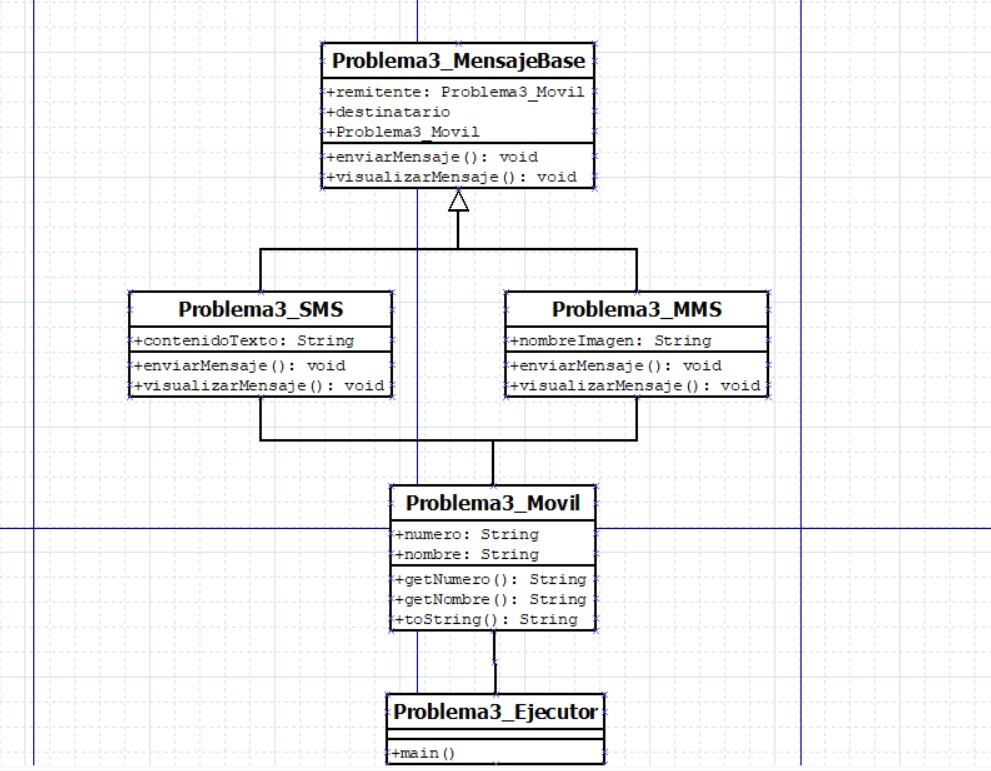 Problema3_MensajeBase
+remitente: Problema3_Movil
+destinatario
+Problema3_Movil
+enviarMensaje(): void
+visualizarMensaje(): void
Problema3_SMS
+contenidoTexto: String
+enviarMensaje(): void
+visualizarMensaje(): void
Problema3_MMS
+nombreImagen: String
+enviarMensaje(): void
+visualizarMensaje(): void
Problema3_Movil
+numero: String
+nombre: String
+getNumero(): String
+getNombre(): String
+toString(): String
Problema3_Ejecutor
+main()